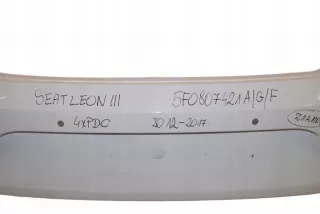 SEAT LEON III 5F0807421A/G/F
4xPDC 2012-2017